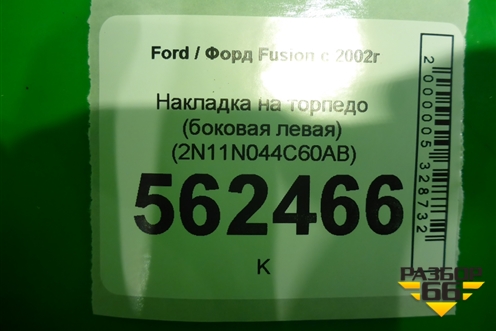 Ford / Форд Fusion с 2002г
Накладка на торпедо
(боковая левая)
(2N11N044C60AB)
562466
К
2000005328732
РАЗБОР
66